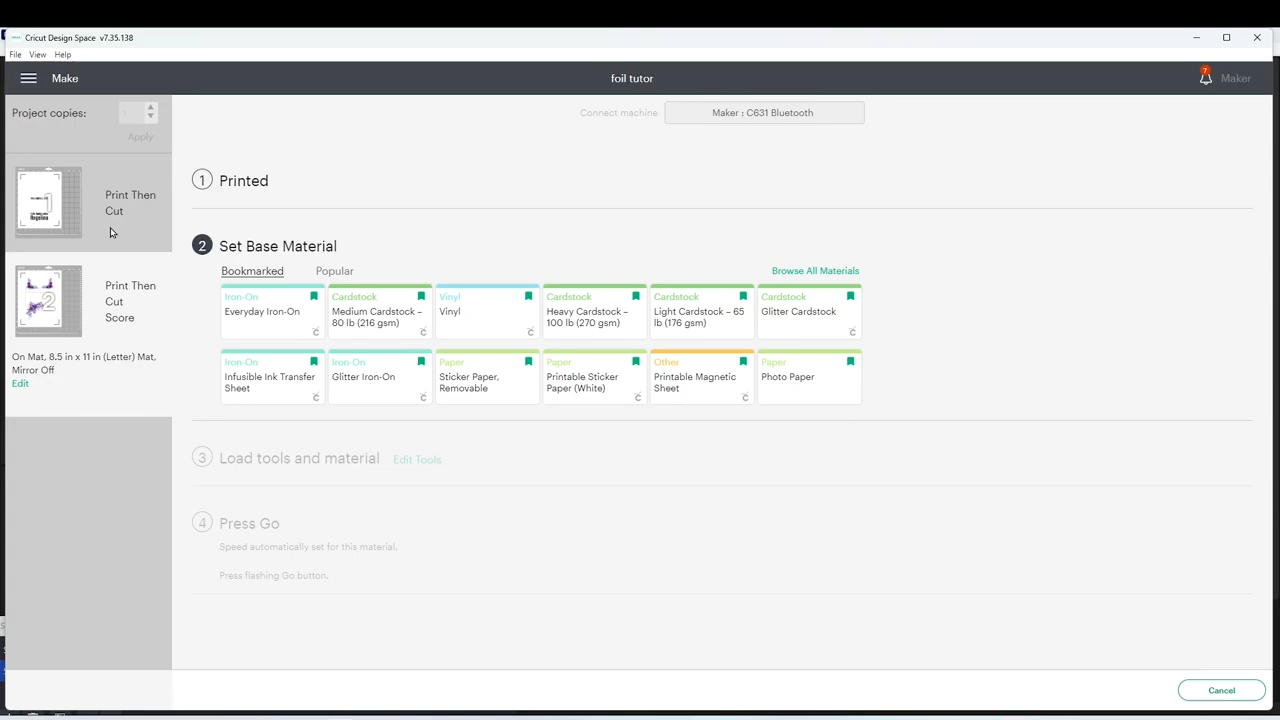 Cricut Design Space v7.35.138
File View Help
Make
foil tutor
7
Maker
Project copies:
Apply
Connect machine
Maker : C631 Bluetooth
Print Then
Cut
Print Then
Cut
Score
On Mat, 8.5 in x 11 in (Letter) Mat,
Mirror Off
Edit
1 Printed
2 Set Base Material
Bookmarked Popular Browse All Materials
Iron-On
Everyday Iron-On
Cardstock
Medium Cardstock –
80 lb (216 gsm)
Vinyl
Vinyl
Cardstock
Heavy Cardstock –
100 lb (270 gsm)
Cardstock
Light Cardstock – 65
lb (176 gsm)
Cardstock
Glitter Cardstock
Iron-On
Infusible Ink Transfer
Sheet
Iron-On
Glitter Iron-On
Paper
Sticker Paper,
Removable
Paper
Printable Sticker
Paper (White)
Other
Printable Magnetic
Sheet
Paper
Photo Paper
3 Load tools and material Edit Tools
4 Press Go
Speed automatically set for this material.
Press flashing Go button.
Cancel